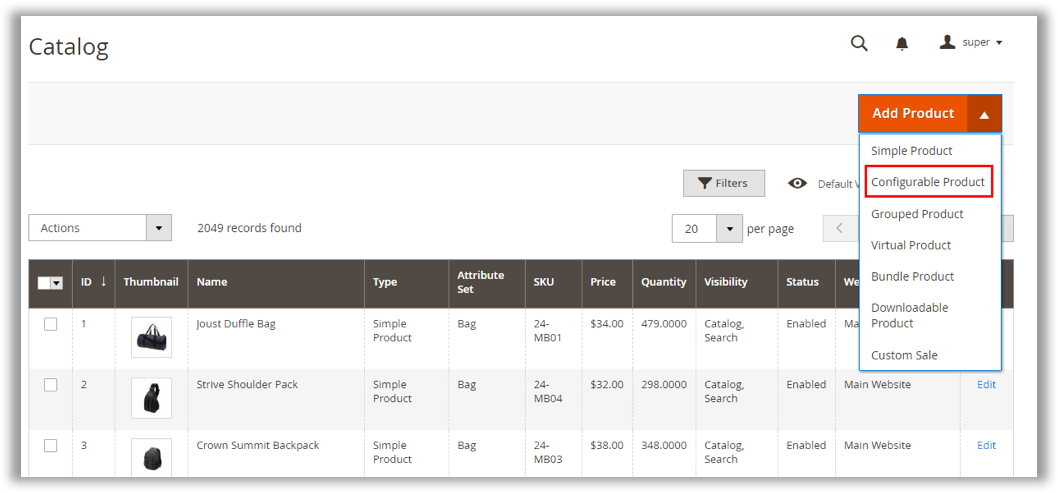 Catalog
super
Add Product
Simple Product
Configurable Product
Grouped Product
Virtual Product
Bundle Product
Downloadable
Product
Custom Sale
Filters
Default
Actions
2049 records found
20
per page
ID ↓ Thumbnail Name Type Attribute Set SKU Price Quantity Visibility Status
1 Joust Duffle Bag Simple Product Bag 24-MB01 $34.00 479.0000 Catalog, Search Enabled
2 Strive Shoulder Pack Simple Product Bag 24-MB04 $32.00 298.0000 Catalog, Search Enabled Main Website Edit
3 Crown Summit Backpack Simple Product Bag 24-MB03 $38.00 348.0000 Catalog, Search Enabled Main Website Edit